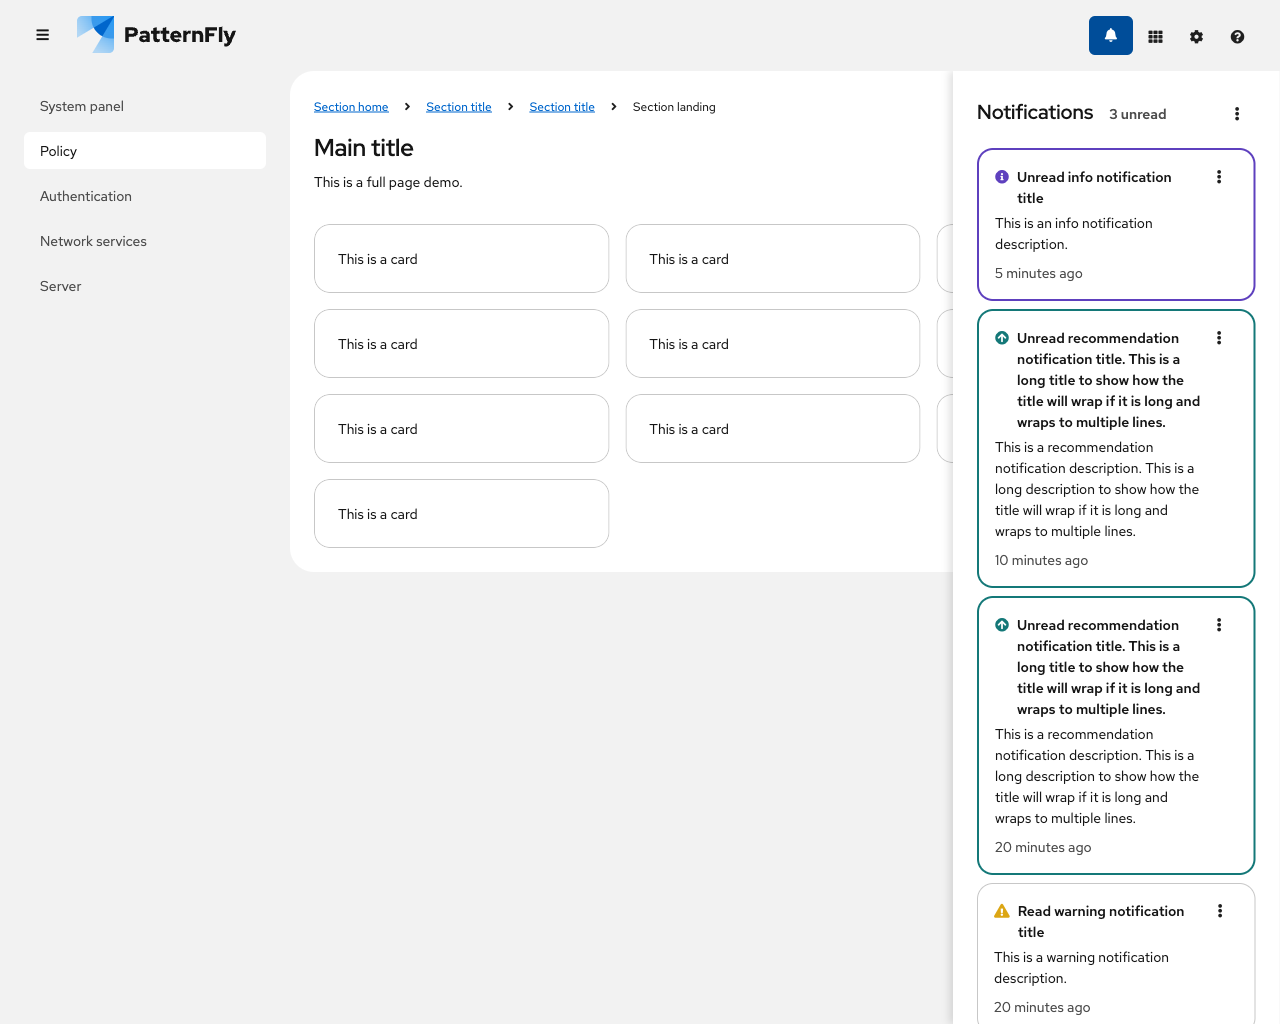 PatternFly
System panel
Policy
Authentication
Network services
Server
Section home
Section title
Section title
Section landing
Main title
This is a full page demo.
This is a card
This is a card
This is a card
This is a card
This is a card
This is a card
This is a card
Notifications
3 unread
Unread info notification
title
This is an info notification
description.
5 minutes ago
Unread recommendation
notification title. This is a
long title to show how the
title will wrap if it is long and
wraps to multiple lines.
This is a recommendation
notification description. This is a
long description to show how the
title will wrap if it is long and
wraps to multiple lines.
10 minutes ago
Unread recommendation
notification title. This is a
long title to show how the
title will wrap if it is long and
wraps to multiple lines.
This is a recommendation
notification description. This is a
long description to show how the
title will wrap if it is long and
wraps to multiple lines.
20 minutes ago
Read warning notification
title
This is a warning notification
description.
20 minutes ago